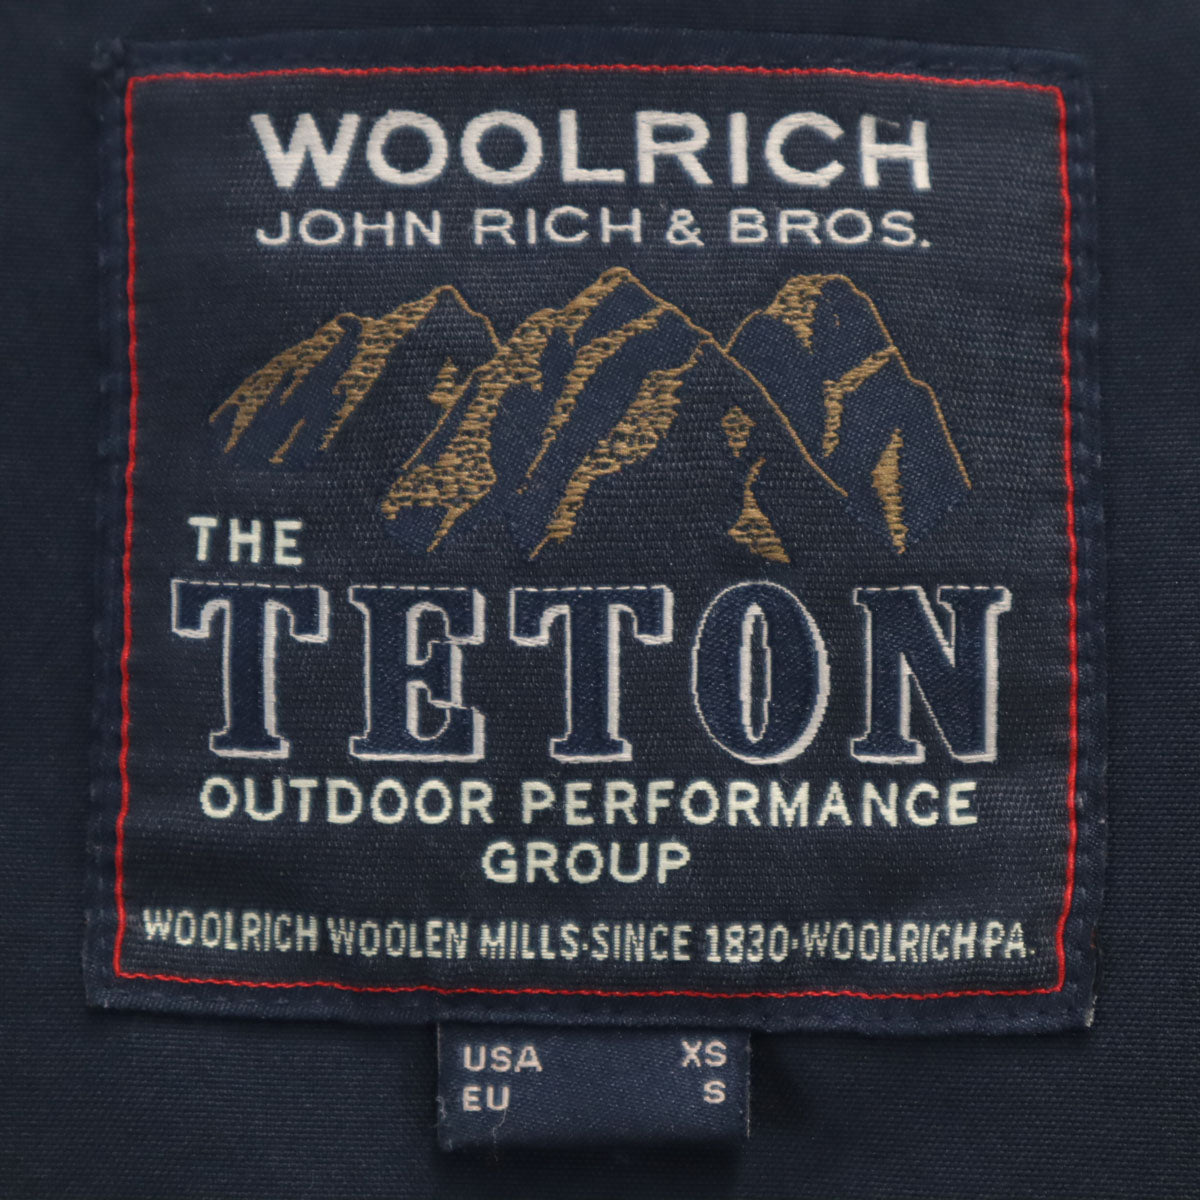 WOOLRICH
JOHN RICH & BROS.
THE
TETON
OUTDOOR PERFORMANCE
GROUP
WOOLRICH WOOLEN MILLS·SINCE 1830·WOOLRICH·PA.
USA XS
EU S